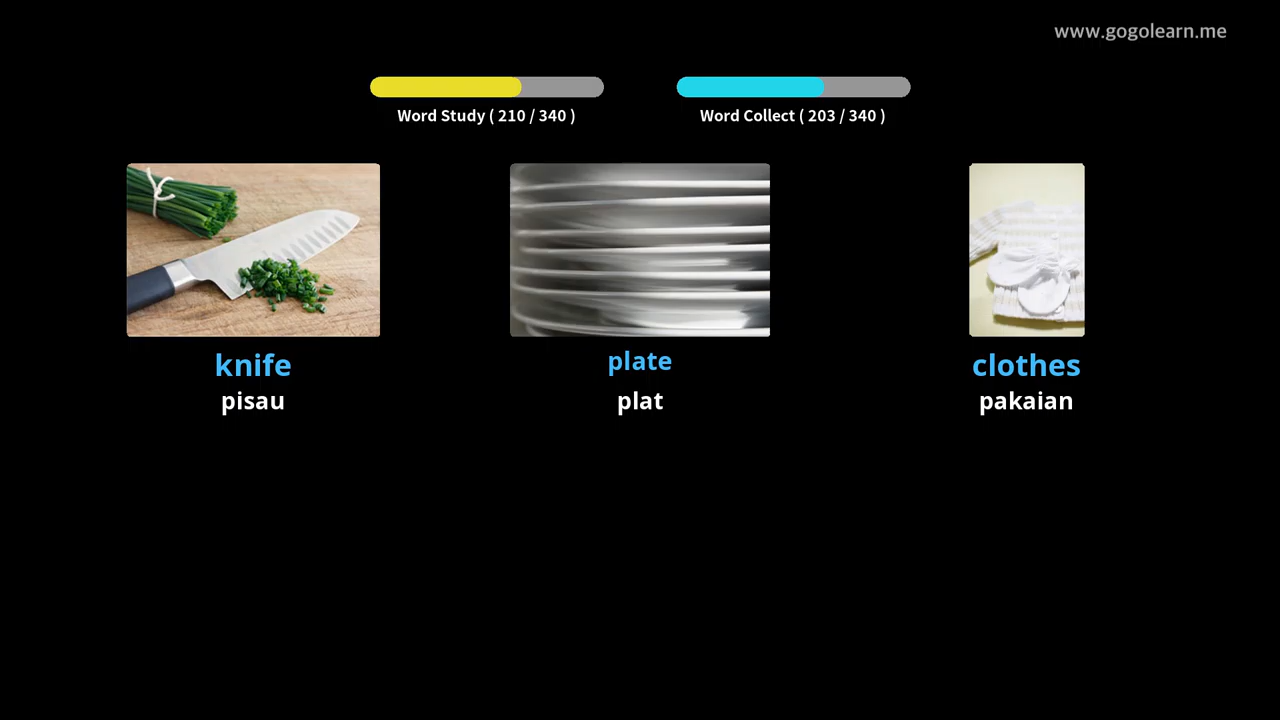 www.gogolearn.me
Word Study ( 210 / 340 )
Word Collect ( 203 / 340 )
knife
pisau
plate
plat
clothes
pakaian